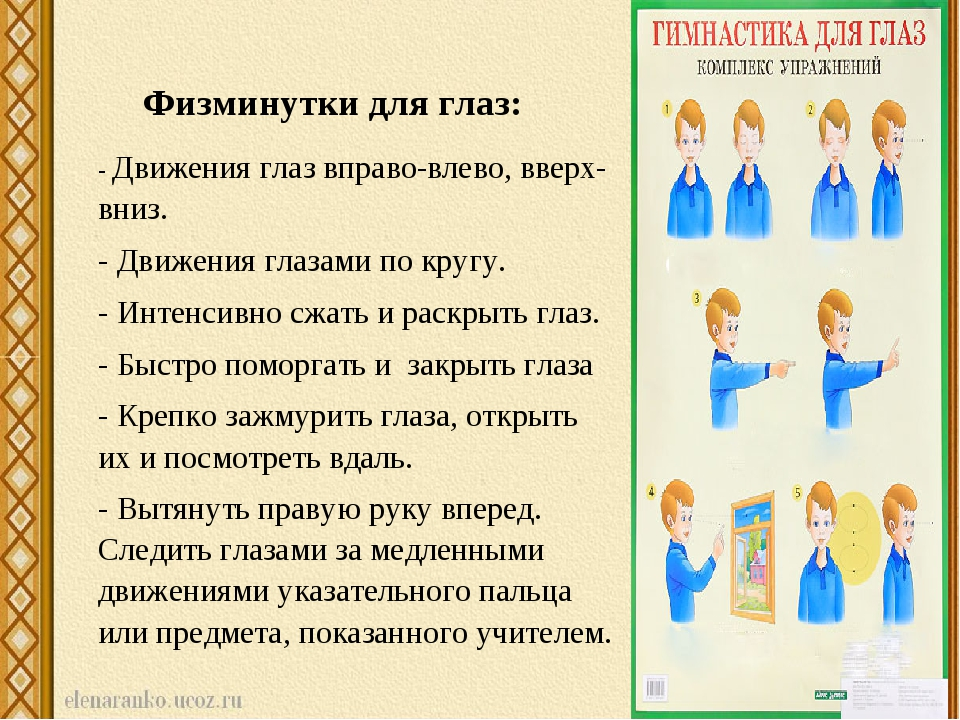 Физминутки для глаз:
- Движения глаз вправо-влево, вверх-
вниз.
- Движения глазами по кругу.
- Интенсивно сжать и раскрыть глаз.
- Быстро поморгать и  закрыть глаза
- Крепко зажмурить глаза, открыть
их и посмотреть вдаль.
- Вытянуть правую руку вперед.
Следить глазами за медленными
движениями указательного пальца
или предмета, показанного учителем.
elenaranko.ucoz.ru
ГИМНАСТИКА ДЛЯ ГЛАЗ
КОМПЛЕКС УПРАЖНЕНИЙ
1
2
3
4
5